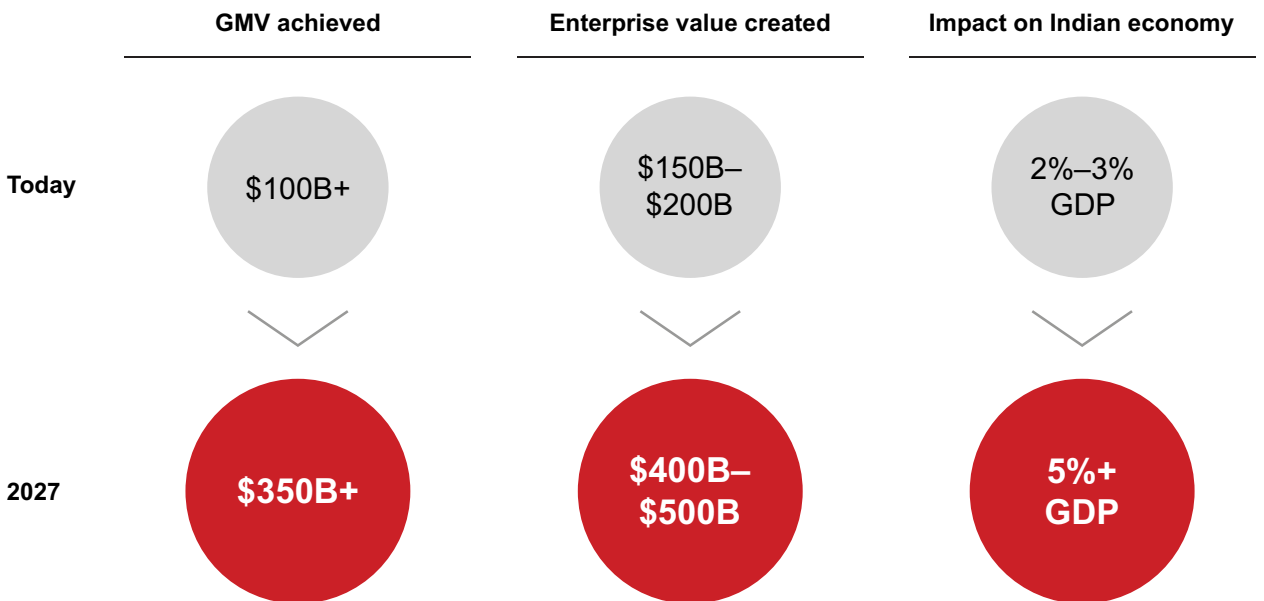 GMV achieved
Enterprise value created
Impact on Indian economy
Today
$100B+
$150B–
$200B
2%–3%
GDP
2027
$350B+
$400B–
$500B
5%+
GDP